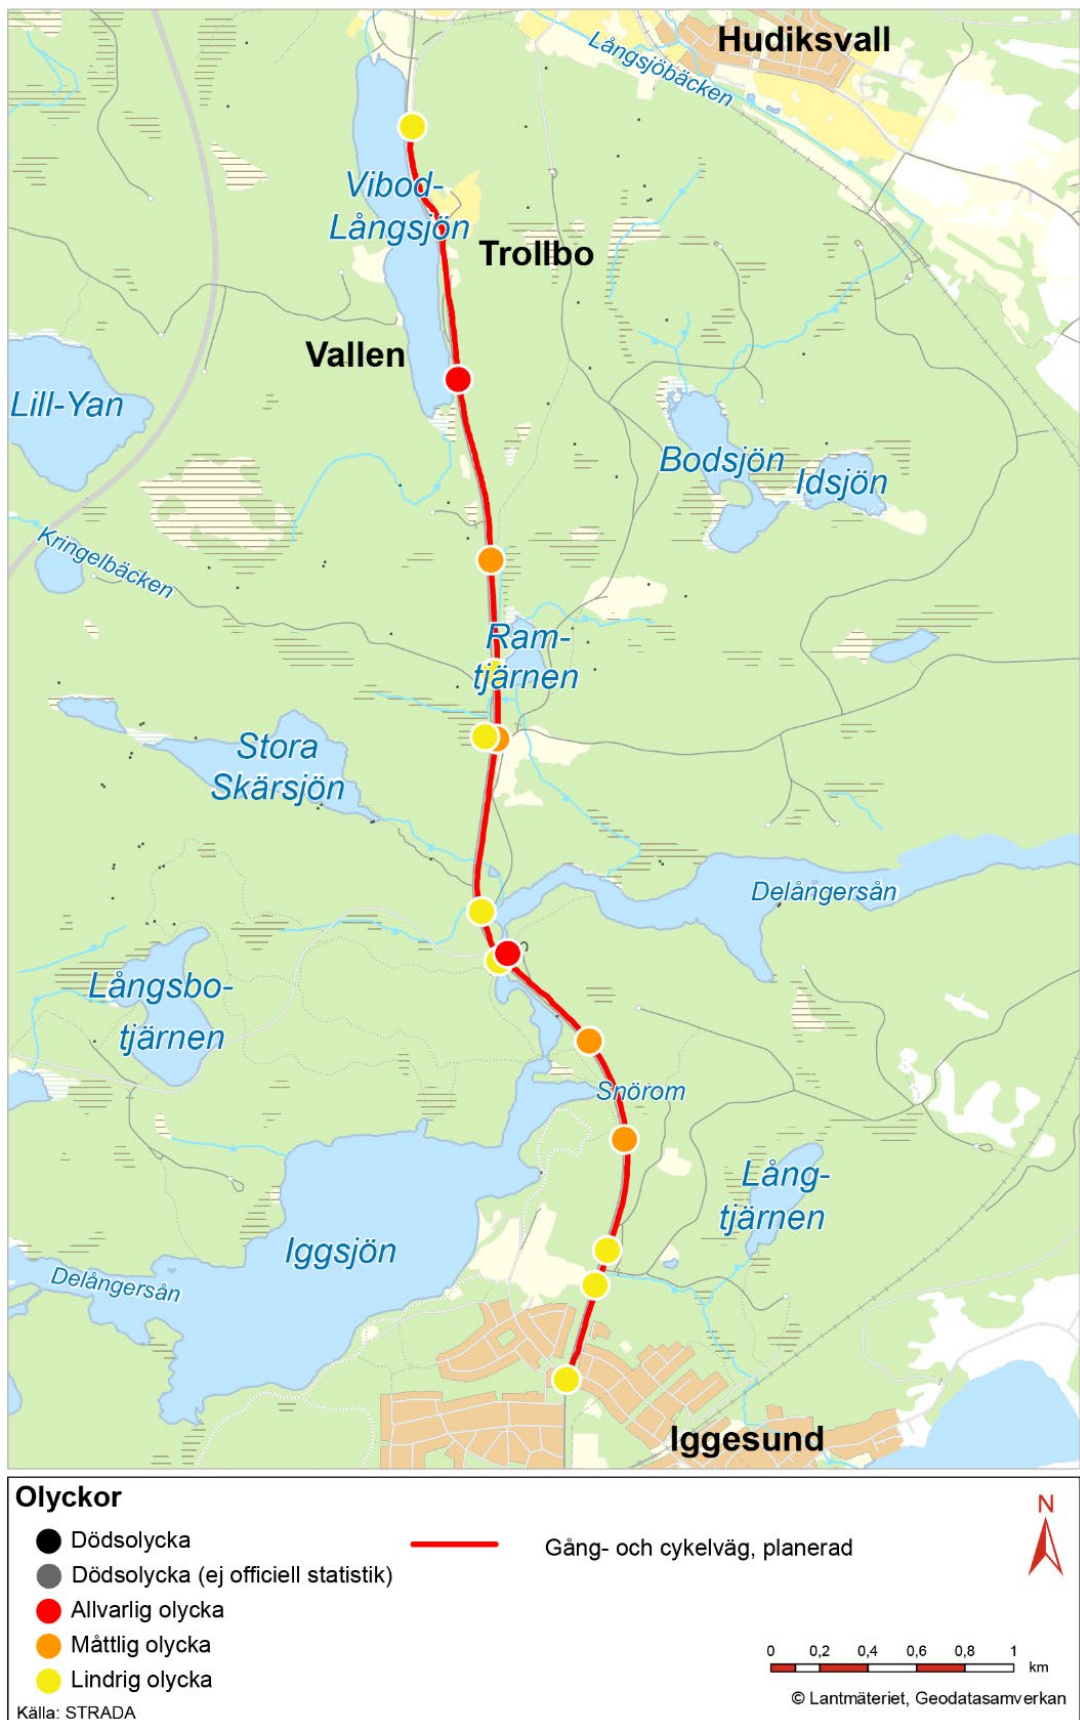 Hudiksvall
Långsjöbäcken
Vibod-
Långsjön
Trollbo
Vallen
Lill-Yan
Bodsjön
Idsjön
Kringelbäcken
Ram-
tjärnen
Stora
Skärsjön
Delångersån
Långsbo-
tjärnen
Snörom
Lång-
tjärnen
Iggsjön
Delångersån
Iggesund
Olyckor
Dödsolycka
Dödsolycka (ej officiell statistik)
Allvarlig olycka
Måttlig olycka
Lindrig olycka
Källa: STRADA
Gång- och cykelväg, planerad
N
0 0,2 0,4 0,6 0,8 1
km
© Lantmäteriet, Geodatasamverkan